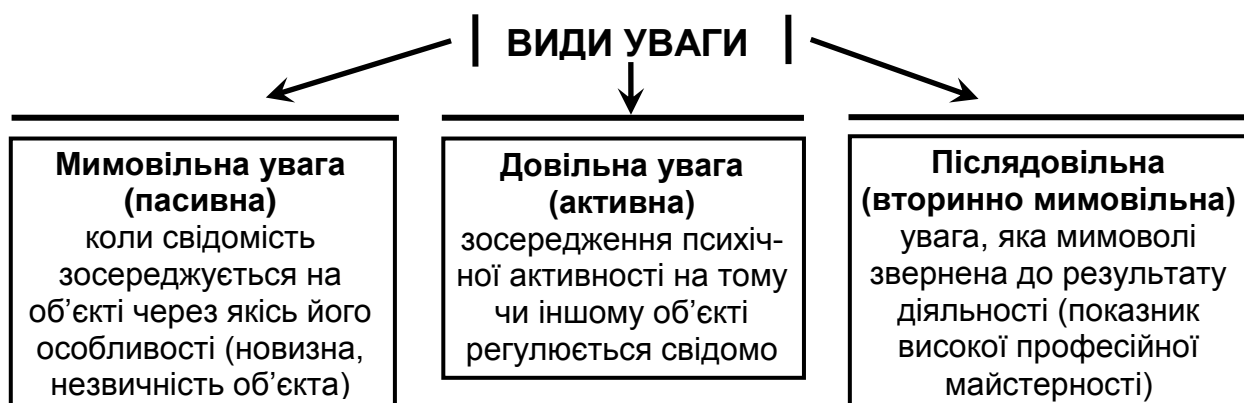 ВИДИ УВАГИ
Мимовільна увага
(пасивна)
коли свідомість
зосереджується на
об’єкті через якісь його
особливості (новизна,
незвичність об’єкта)
Довільна увага
(активна)
зосередження психіч-
ної активності на тому
чи іншому об’єкті
регулюється свідомо
Післядовільна
(вторинно мимовільна)
увага, яка мимоволі
звернена до результату
діяльності (показник
високої професійної
майстерності)